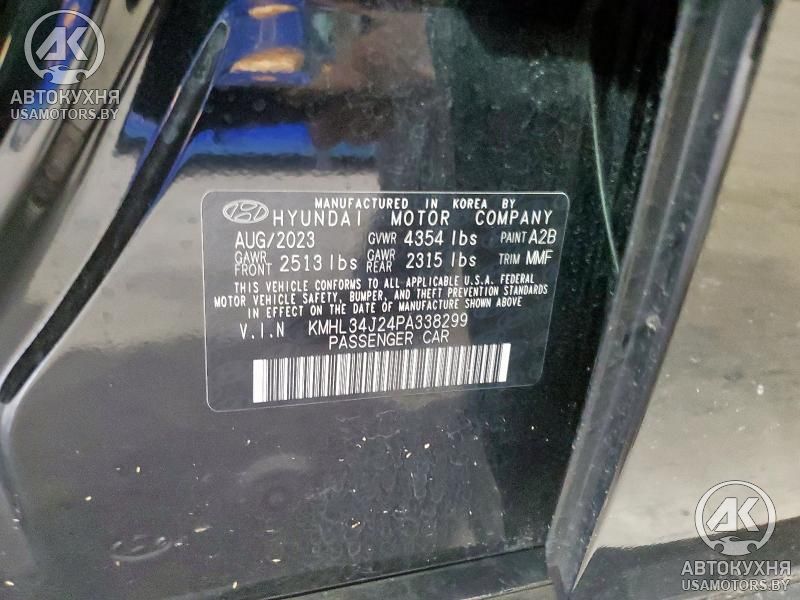 АК
АВТОКУХНЯ
USAMOTORS.BY
MANUFACTURED IN KOREA BY
HYUNDAI MOTOR COMPANY
AUG/2023 GVWR 4354 lbs PAINT A2B
GAWR FRONT 2513 lbs GAWR REAR 2315 lbs TRIM MMF
THIS VEHICLE CONFORMS TO ALL APPLICABLE U.S.A. FEDERAL
MOTOR VEHICLE SAFETY, BUMPER, AND THEFT PREVENTION STANDARDS
IN EFFECT ON THE DATE OF MANUFACTURE SHOWN ABOVE.
V.I.N KMHL34J24PA338299
PASSENGER CAR
АК
АВТОКУХНЯ
USAMOTORS.BY